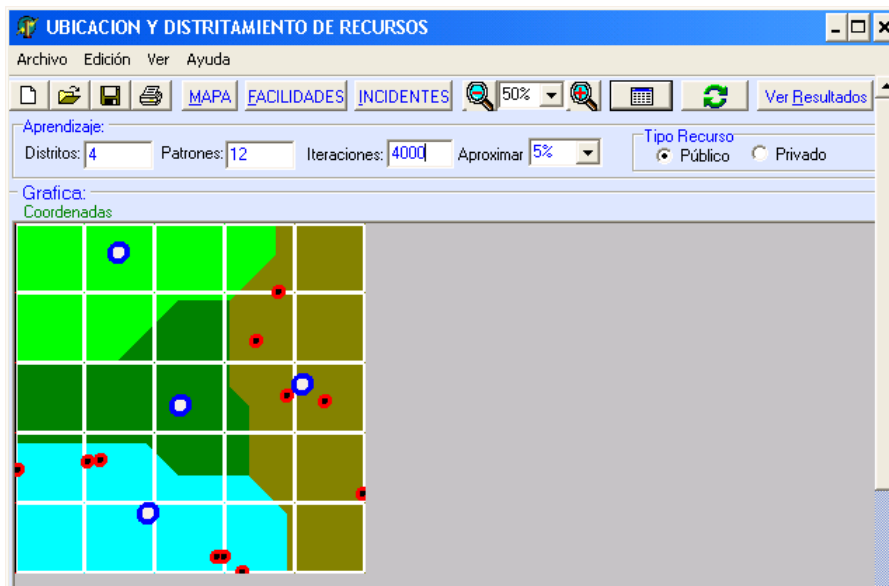 UBICACION Y DISTRITAMIENTO DE RECURSOS
Archivo Edición Ver Ayuda
MAPA FACILIDADES INCIDENTES 50% Ver Resultados
Aprendizaje:
Distritos: 4 Patrones: 12 Iteraciones: 4000 Aproximar 5%
Tipo Recurso
Público Privado
Grafica:
Coordenadas